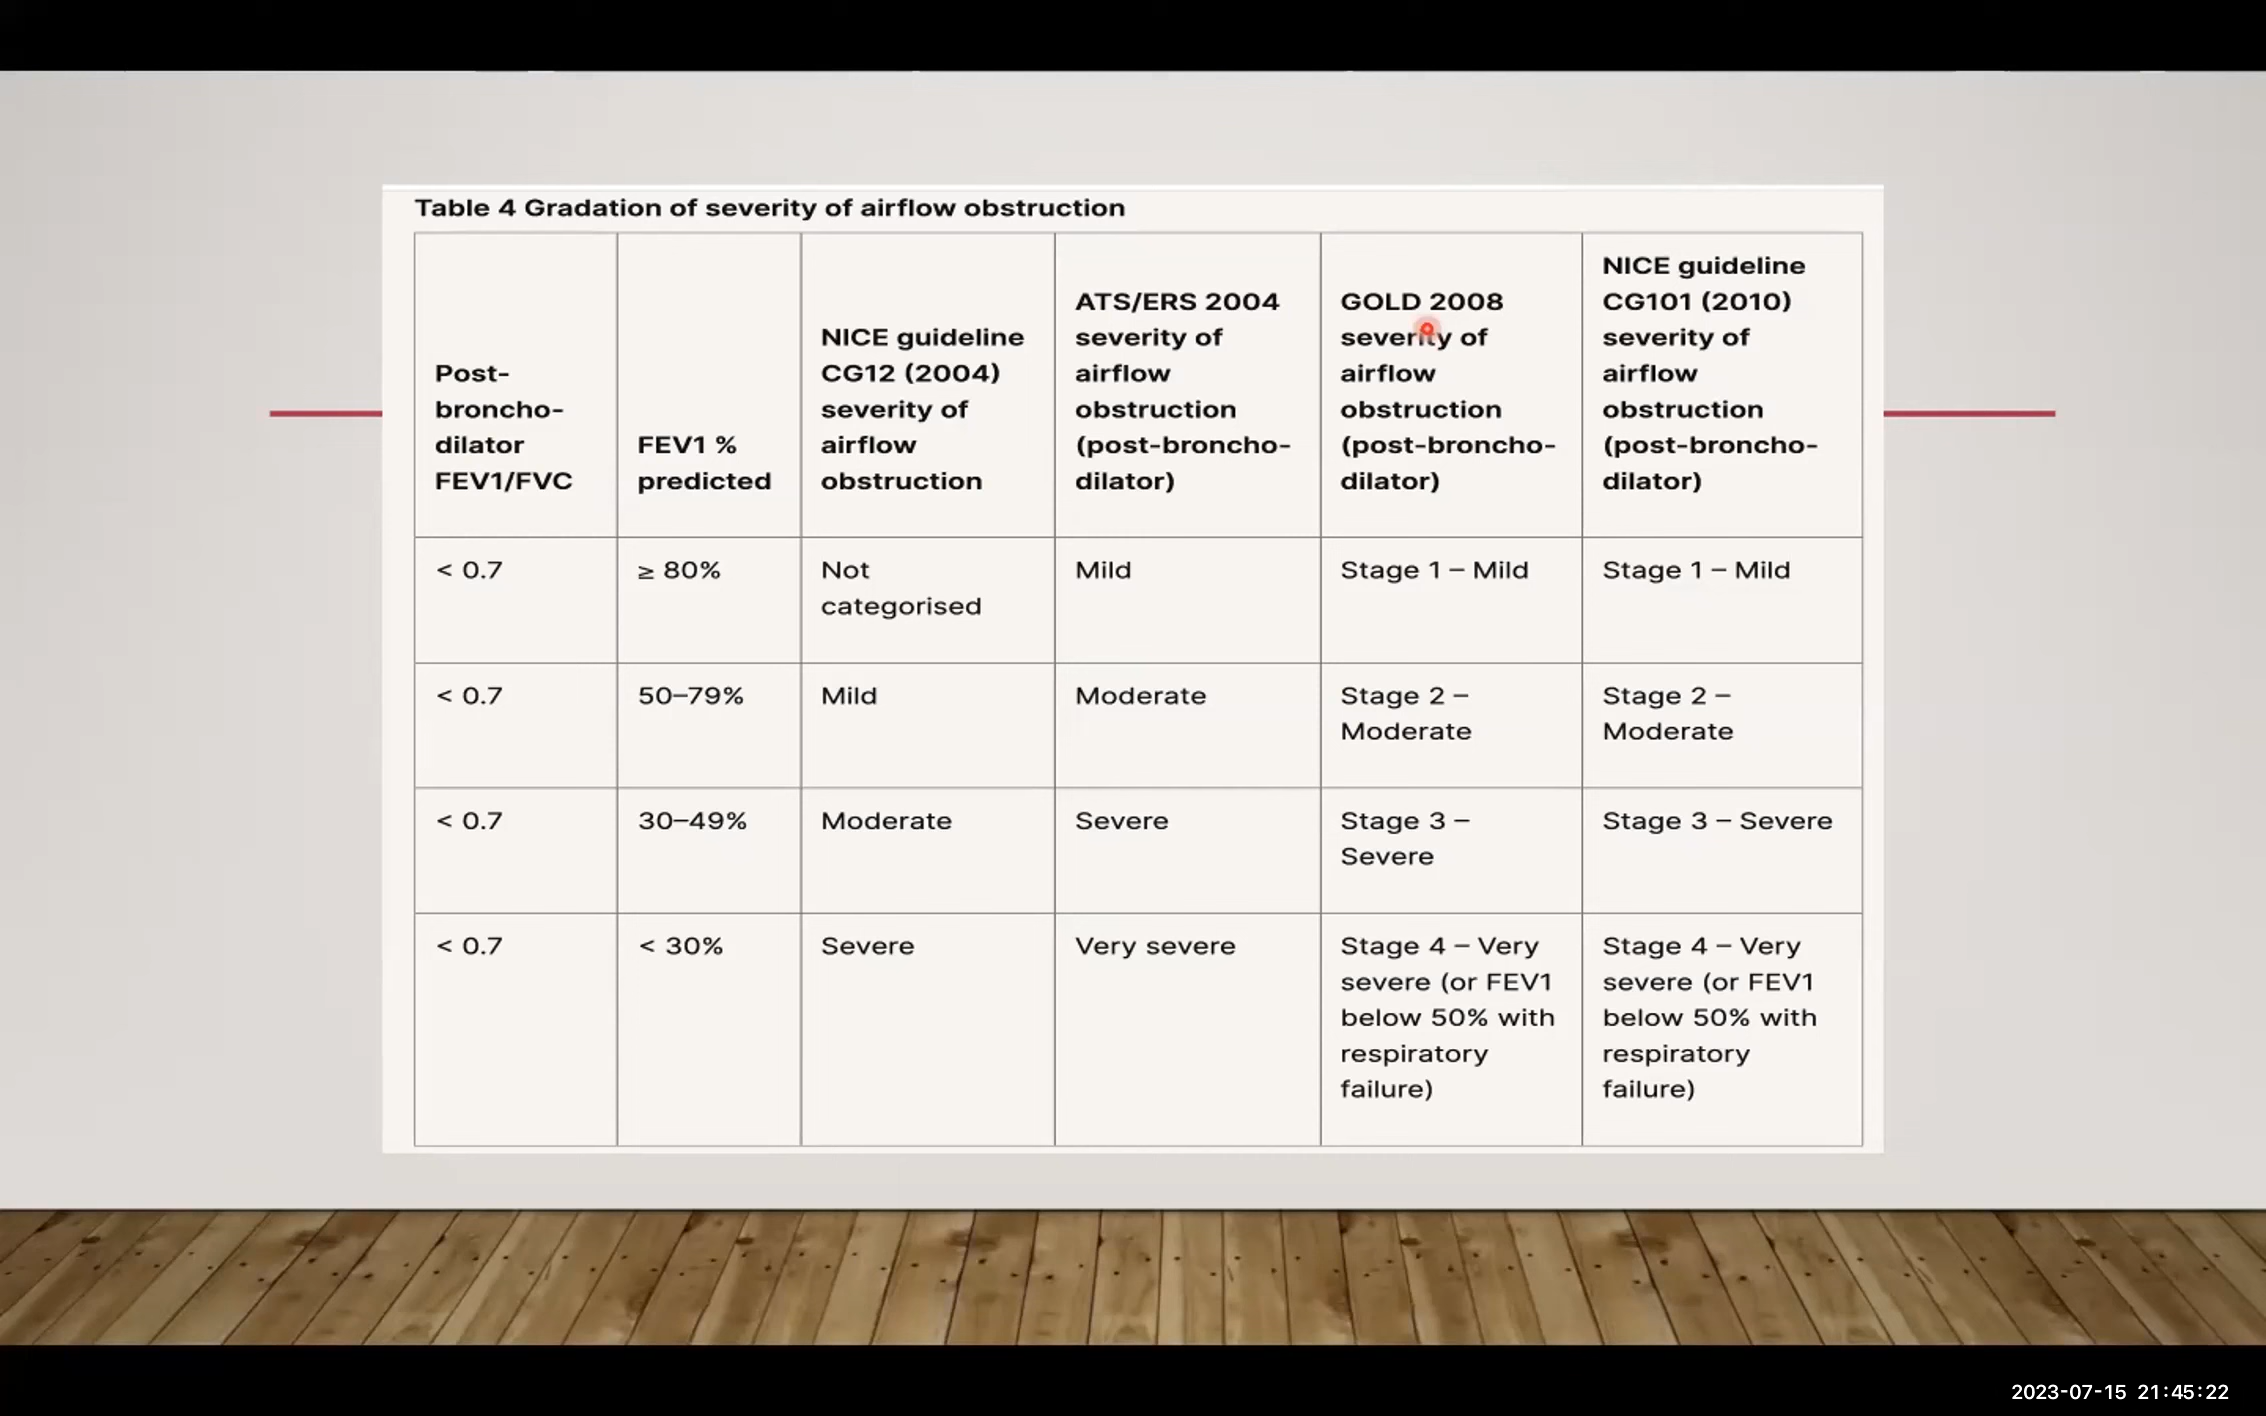 Table 4 Gradation of severity of airflow obstruction
Post-
broncho-
dilator
FEV1/FVC
FEV1 %
predicted
NICE guideline
CG12 (2004)
severity of
airflow
obstruction
ATS/ERS 2004
severity of
airflow
obstruction
(post-broncho-
dilator)
GOLD 2008
severity of
airflow
obstruction
(post-broncho-
dilator)
NICE guideline
CG101 (2010)
severity of
airflow
obstruction
(post-broncho-
dilator)
< 0.7
≥ 80%
Not
categorised
Mild
Stage 1 – Mild
Stage 1 – Mild
< 0.7
50–79%
Mild
Moderate
Stage 2 –
Moderate
Stage 2 –
Moderate
< 0.7
30–49%
Moderate
Severe
Stage 3 –
Severe
Stage 3 – Severe
< 0.7
< 30%
Severe
Very severe
Stage 4 – Very
severe (or FEV1
below 50% with
respiratory
failure)
Stage 4 – Very
severe (or FEV1
below 50% with
respiratory
failure)
2023-07-15 21:45:22